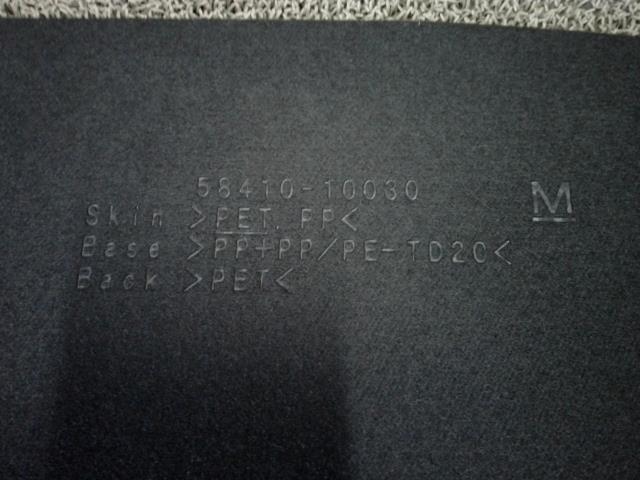 58410-10030
M
Skin >PET, PP<
Base >PP+PP/PE-TD20<
Back >PET<